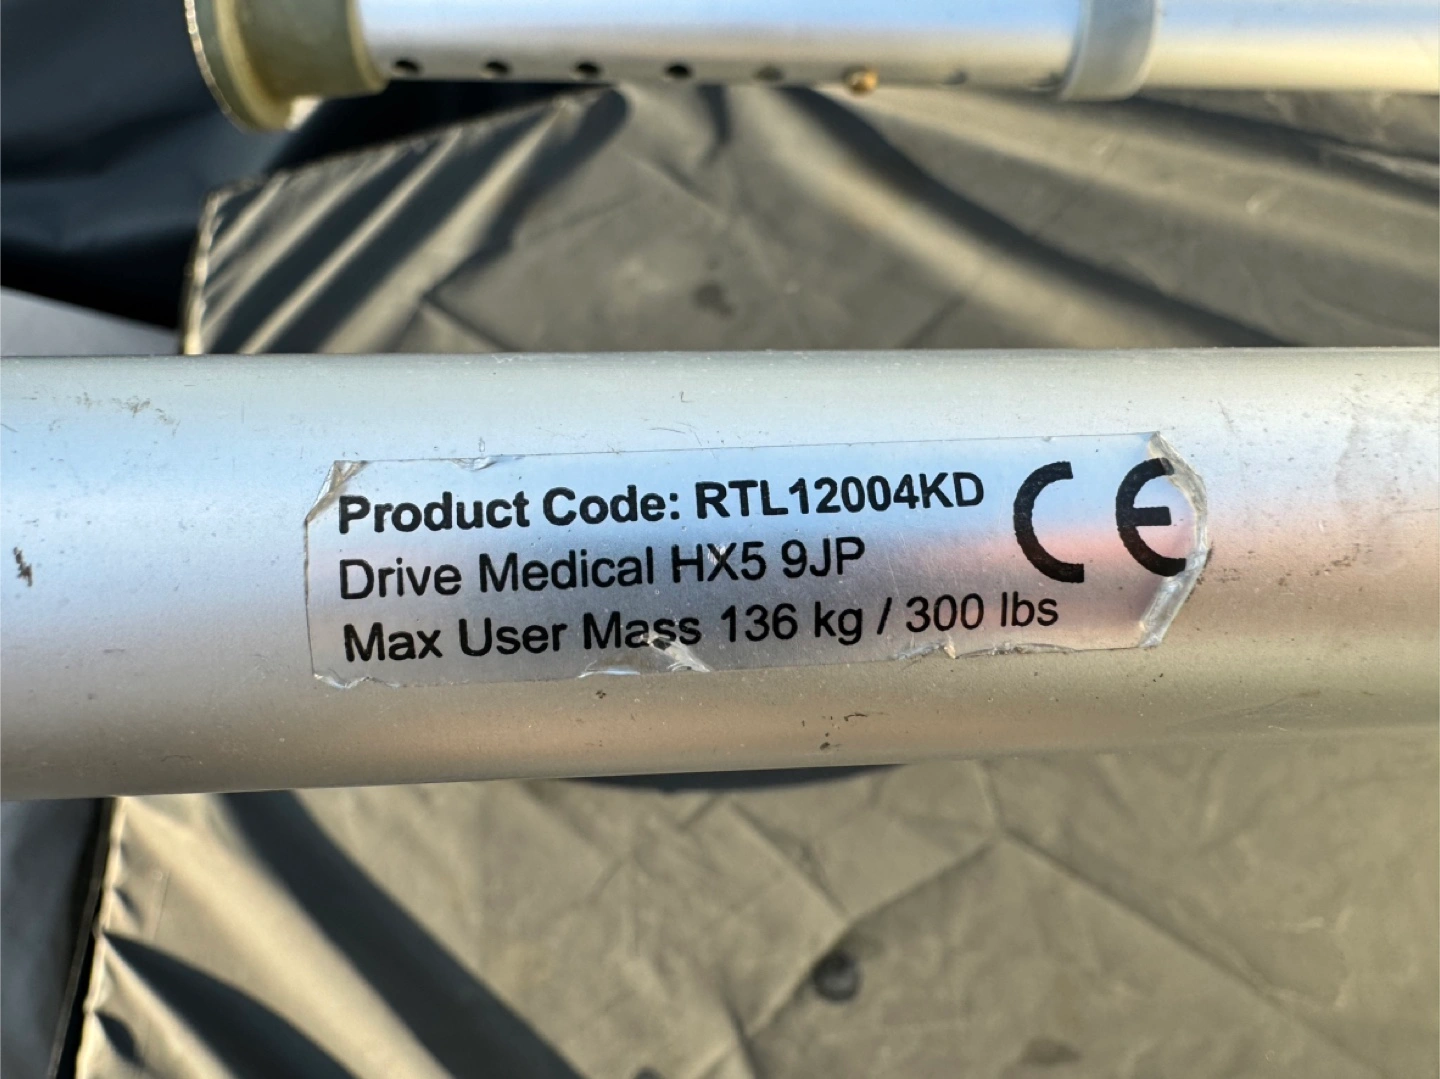 Product Code: RTL12004KD CE
Drive Medical HX5 9JP
Max User Mass 136 kg / 300 lbs